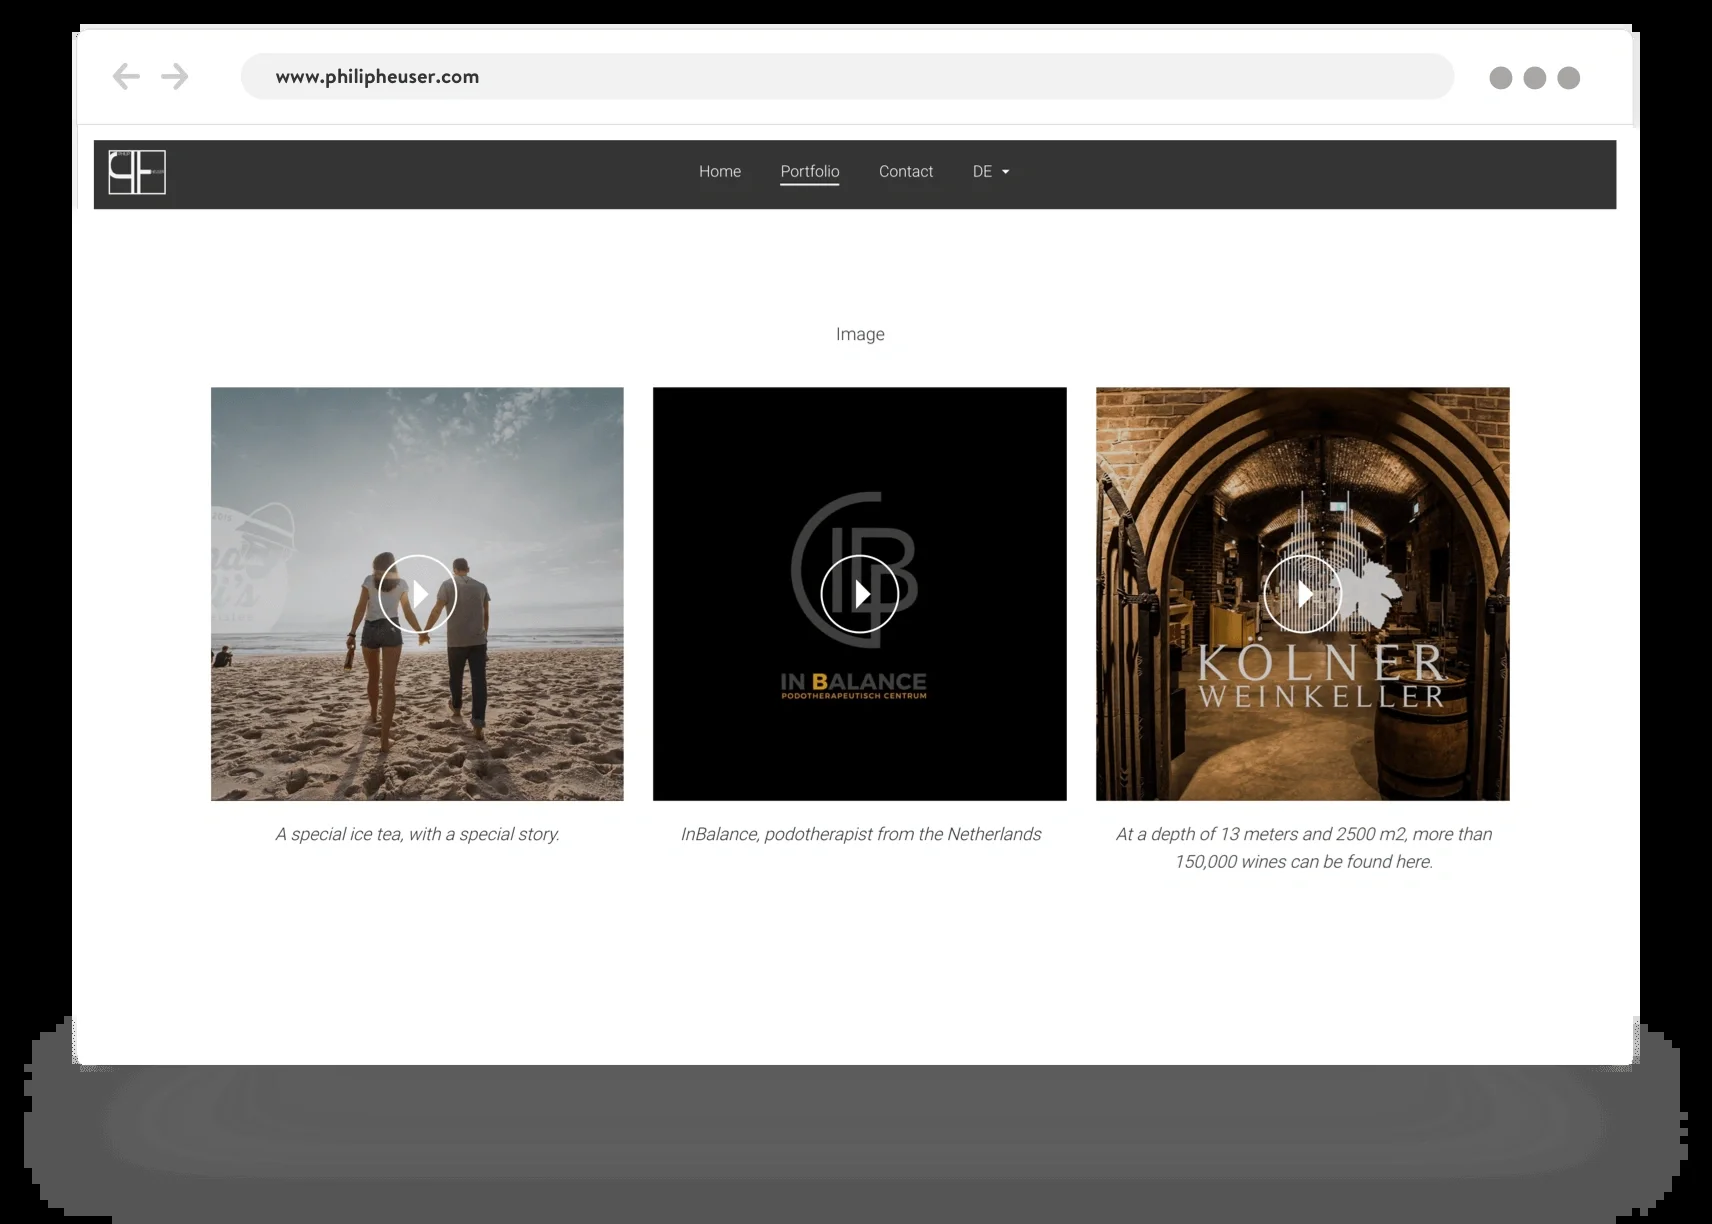 www.philipheuser.com
Home
Portfolio
Contact
DE
Image
2015
IN BALANCE
PODOTHERAPEUTISCH CENTRUM
KÖLNER
WEINKELLER
A special ice tea, with a special story.
InBalance, podotherapist from the Netherlands
At a depth of 13 meters and 2500 m2, more than
150,000 wines can be found here.